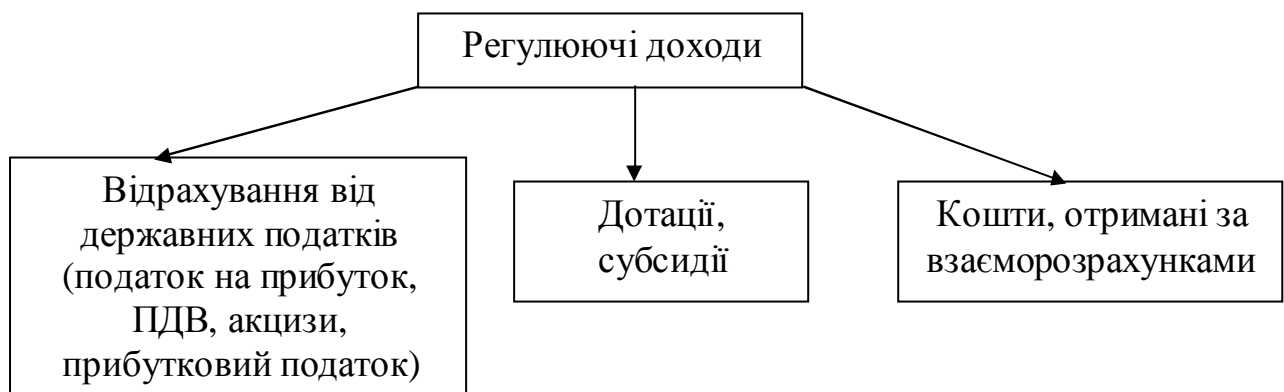 Регулюючі доходи
Відрахування від
державних податків
(податок на прибуток,
ПДВ, акцизи,
прибутковий податок)
Дотації,
субсидії
Кошти, отримані за
взаєморозрахунками